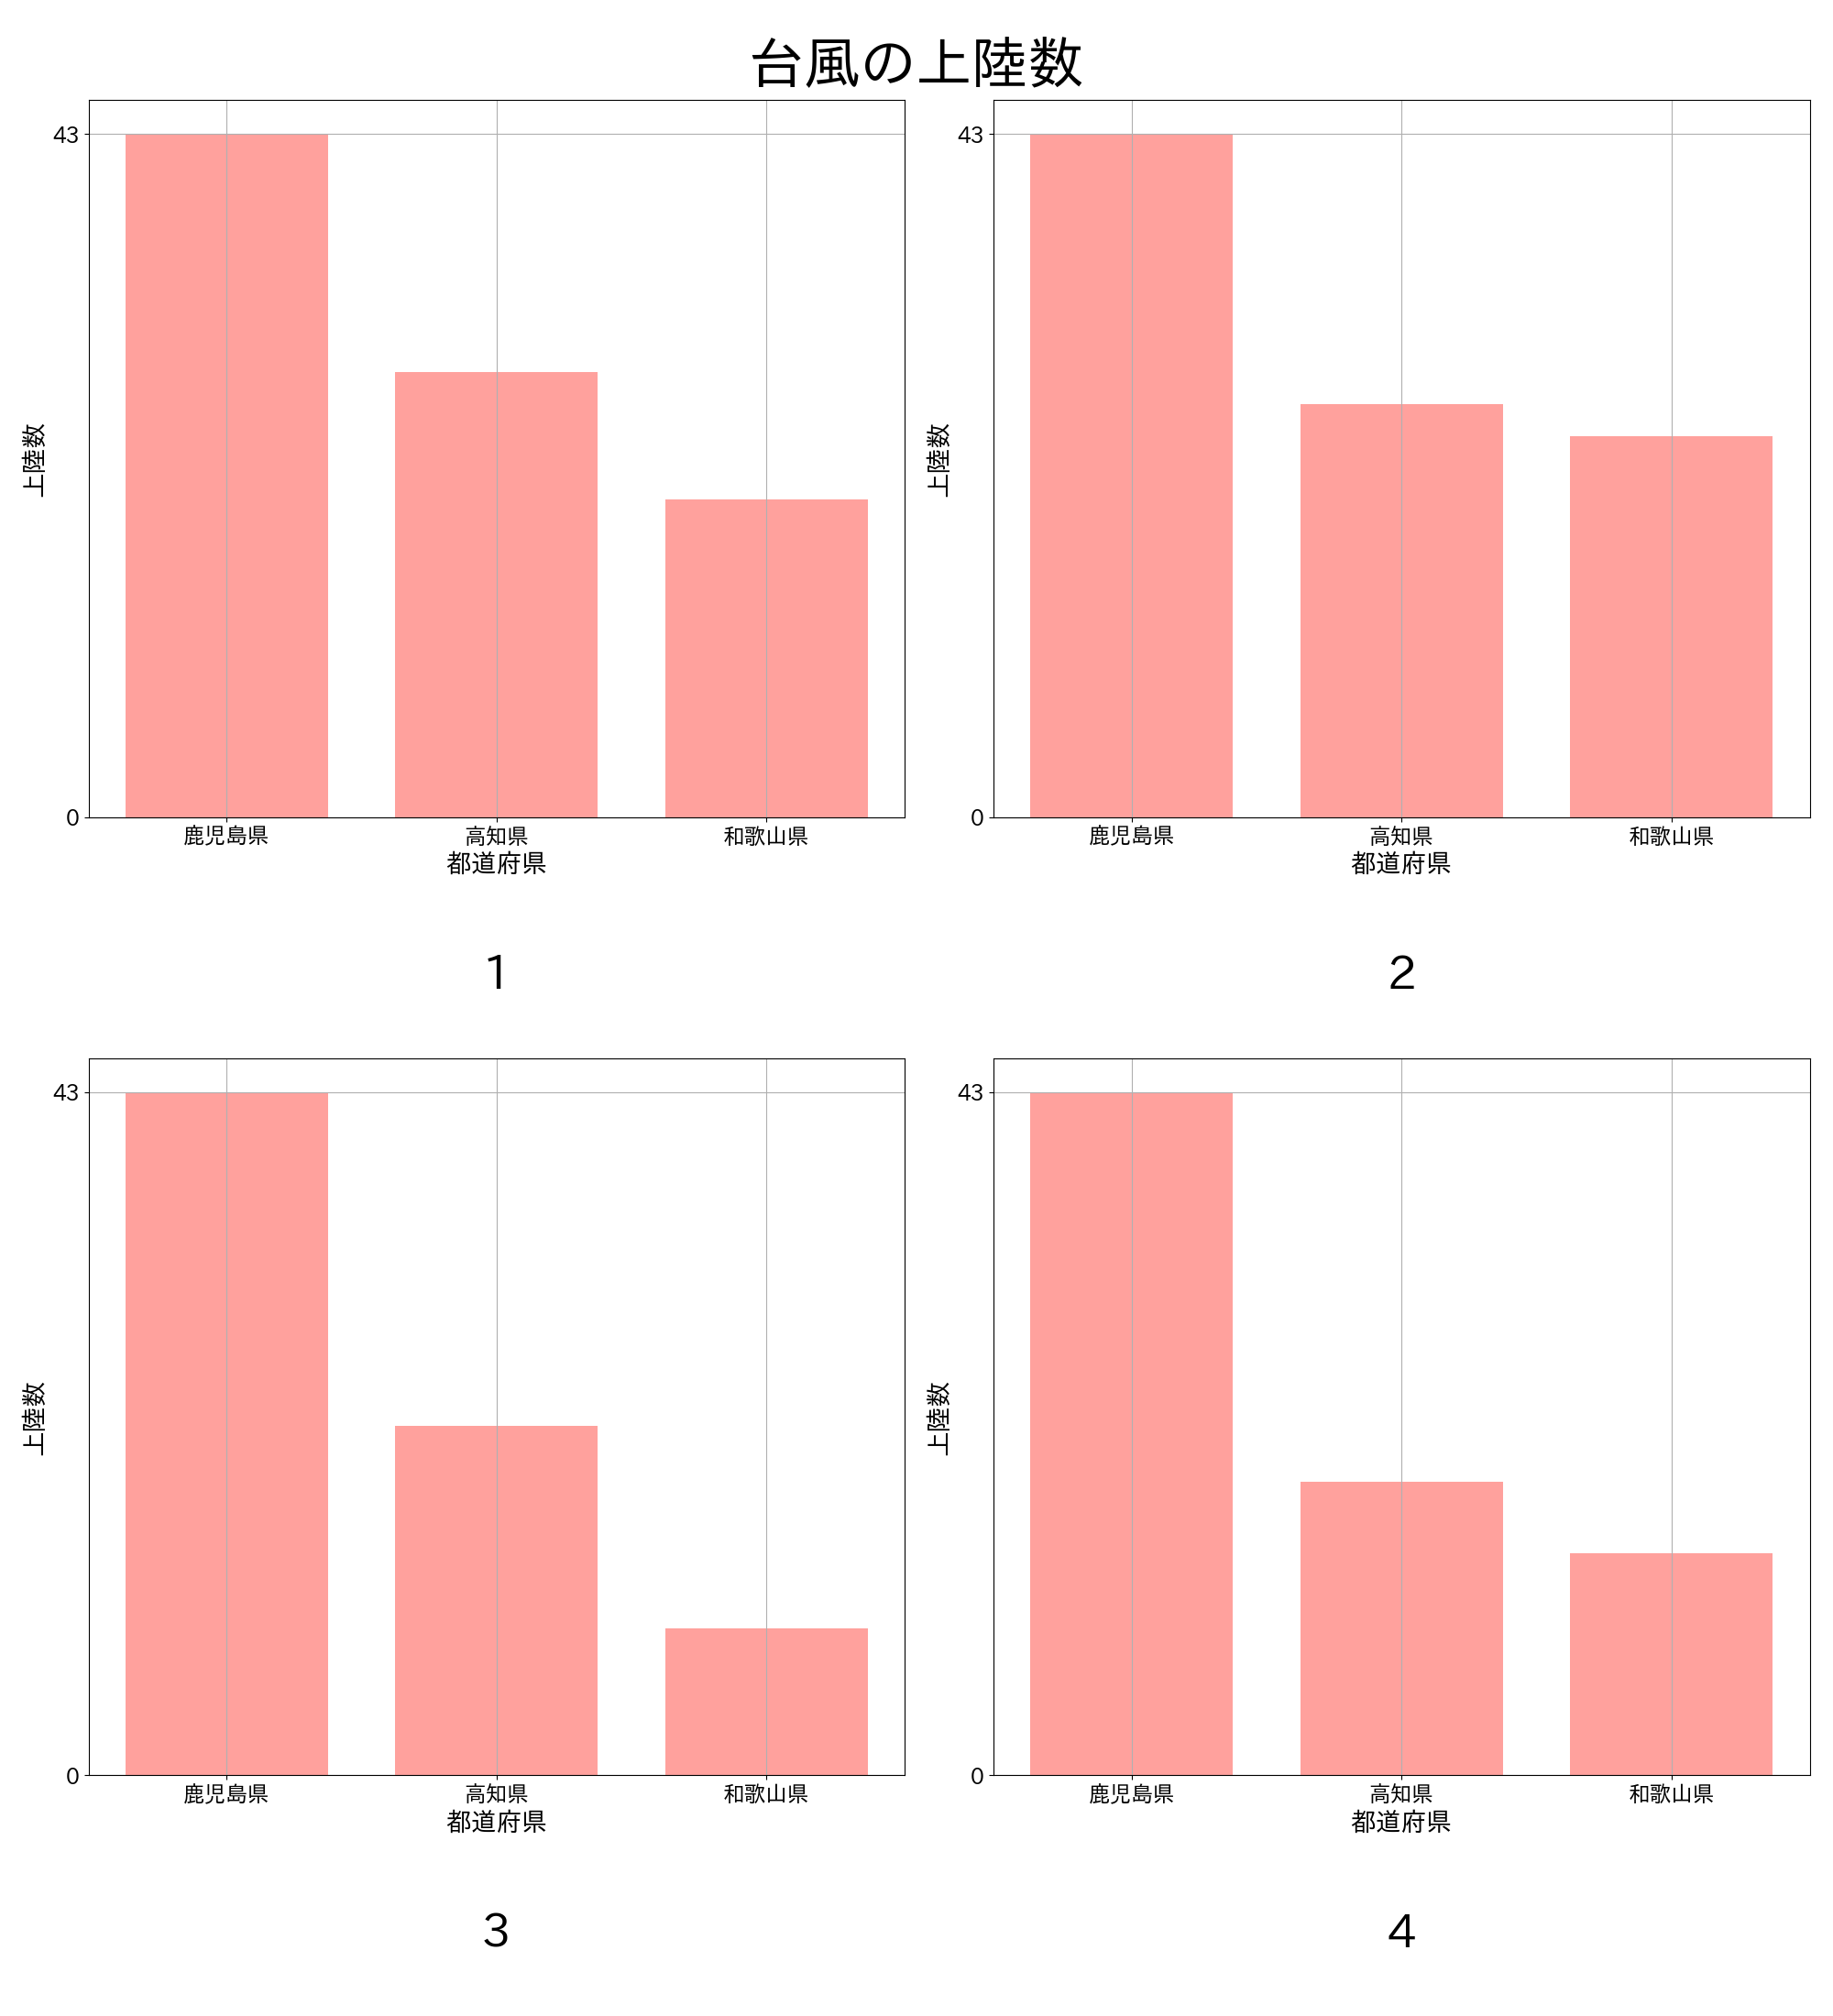 台風の上陸数
43
0
上陸数
鹿児島県 高知県 和歌山県
都道府県
1
43
0
上陸数
鹿児島県 高知県 和歌山県
都道府県
2
43
0
上陸数
鹿児島県 高知県 和歌山県
都道府県
3
43
0
上陸数
鹿児島県 高知県 和歌山県
都道府県
4